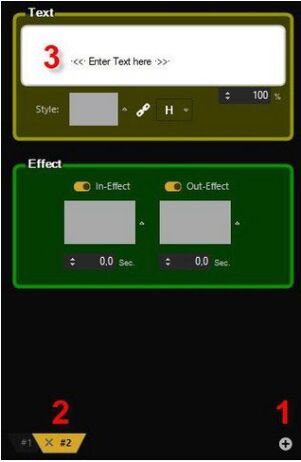 Text
3
·<<· Enter Text here ·>>·
100 %
Style:
H
Effect
In-Effect
Out-Effect
0,0 Sec.
0,0 Sec.
2
1
#1
#2